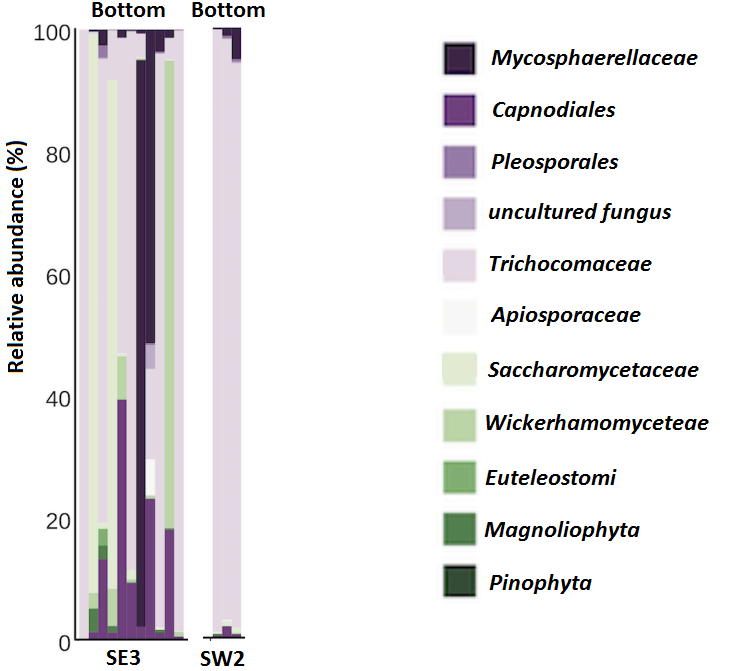 Bottom Bottom
Relative abundance (%)
100
80
60
40
20
0
SE3 SW2
Mycosphaerellaceae
Capnodiales
Pleosporales
uncultured fungus
Trichocomaceae
Apiosporaceae
Saccharomycetaceae
Wickerhamomyceteae
Euteleostomi
Magnoliophyta
Pinophyta